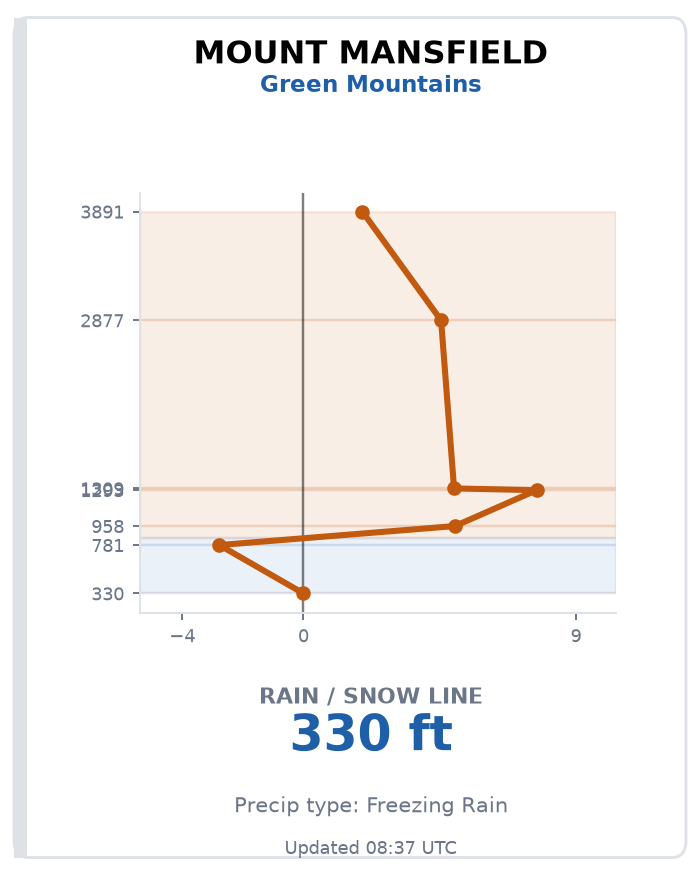 MOUNT MANSFIELD
Green Mountains
3891
2877
958
781
330
−4 0 9
RAIN / SNOW LINE
330 ft
Precip type: Freezing Rain
Updated 08:37 UTC